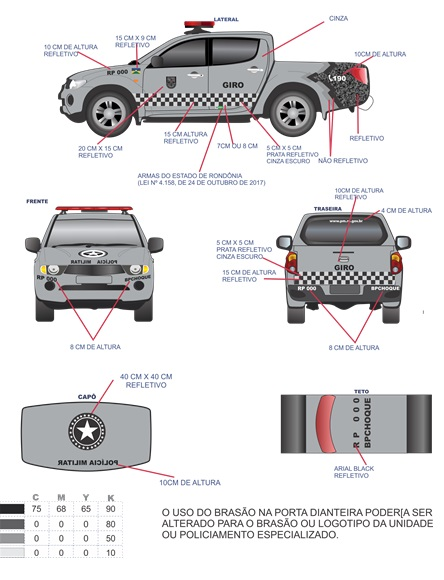 LATERAL
15 CM X 9 CM
REFLETIVO
CINZA
10 CM DE ALTURA
REFLETIVO
10CM DE ALTURA
RP 000
GIRO
190
20 CM X 15 CM
REFLETIVO
15 CM ALTURA
REFLETIVO
7CM OU 8 CM
5 CM X 5 CM
PRATA REFLETIVO
CINZA ESCURO
REFLETIVO
NÃO REFLETIVO
ARMAS DO ESTADO DE RONDÔNIA
(LEI Nº 4.158, DE 24 DE OUTUBRO DE 2017)
FRENTE
POLÍCIA MILITAR
RP 000
BPCHOQUE
8 CM DE ALTURA
10CM DE ALTURA
REFLETIVO
TRASEIRA
4 CM DE ALTURA
www.pm.ro.gov.br
5 CM X 5 CM
PRATA REFLETIVO
CINZA ESCURO
15 CM DE ALTURA
REFLETIVO
GIRO
RP 000
BPCHOQUE
8 CM DE ALTURA
40 CM X 40 CM
REFLETIVO
CAPÔ
POLÍCIA MILITAR
10CM DE ALTURA
TETO
RP 000
BPCHOQUE
ARIAL BLACK
REFLETIVO
C M Y K
75 68 65 90
0 0 0 80
0 0 0 50
0 0 0 10
O USO DO BRASÃO NA PORTA DIANTEIRA PODER[A SER
ALTERADO PARA O BRASÃO OU LOGOTIPO DA UNIDADE
OU POLICIAMENTO ESPECIALIZADO.